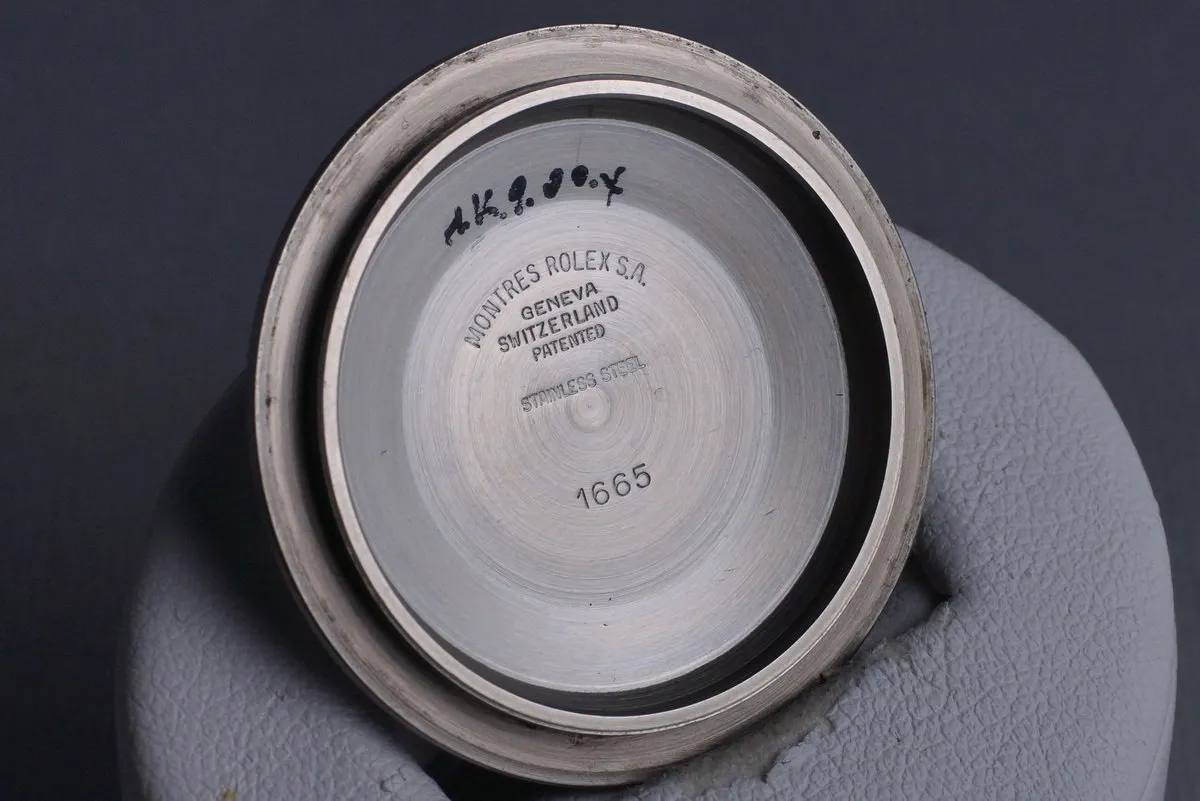 MONTRES ROLEX S.A.
GENEVA
SWITZERLAND
PATENTED
STAINLESS STEEL
1665